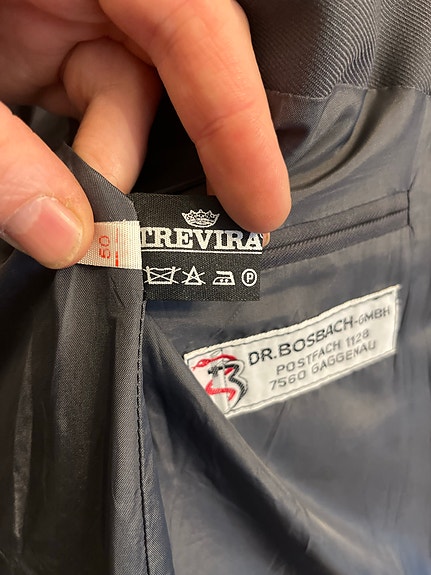 50
TREVIRA
P
DR. BOSBACH-GMBH
POSTFACH 1128
7560 GAGGENAU